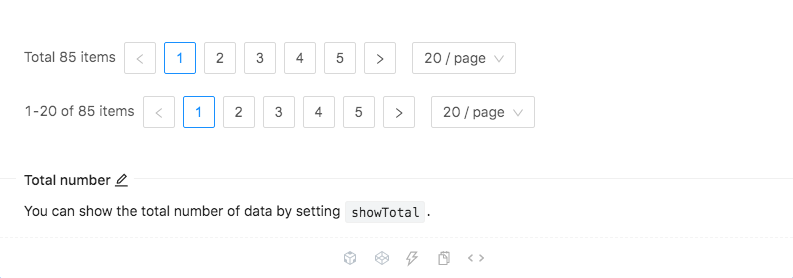 Total 85 items < 1 2 3 4 5 > 20 / page
1-20 of 85 items < 1 2 3 4 5 > 20 / page
Total number
You can show the total number of data by setting showTotal.